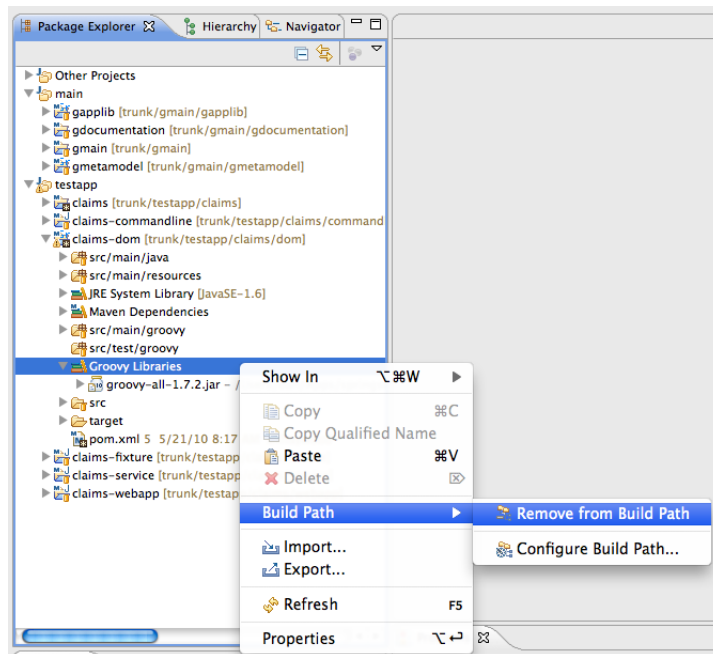 Package Explorer Hierarchy Navigator
Other Projects
main
gapplib [trunk/gmain/gapplib]
gdocumentation [trunk/gmain/gdocumentation]
gmain [trunk/gmain]
gmetamodel [trunk/gmain/gmetamodel]
testapp
claims [trunk/testapp/claims]
claims-commandline [trunk/testapp/claims/command
claims-dom [trunk/testapp/claims/dom]
src/main/java
src/main/resources
JRE System Library [JavaSE-1.6]
Maven Dependencies
src/main/groovy
src/test/groovy
Groovy Libraries
groovy-all-1.7.2.jar - /
src
target
pom.xml 5 5/21/10 8:17
claims-fixture [trunk/testapp
claims-service [trunk/testapp
claims-webapp [trunk/testap
Show In ⌥⌘W
Copy ⌘C
Copy Qualified Name
Paste ⌘V
Delete ⌦
Build Path
Import...
Export...
Refresh F5
Properties ⌥↩
Remove from Build Path
Configure Build Path...